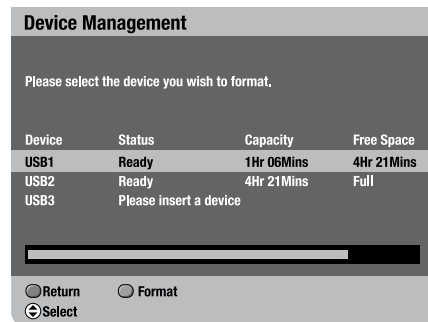 Device Management
Please select the device you wish to format.
Device Status Capacity Free Space
USB1 Ready 1Hr 06Mins 4Hr 21Mins
USB2 Ready 4Hr 21Mins Full
USB3 Please insert a device
Return Format
Select